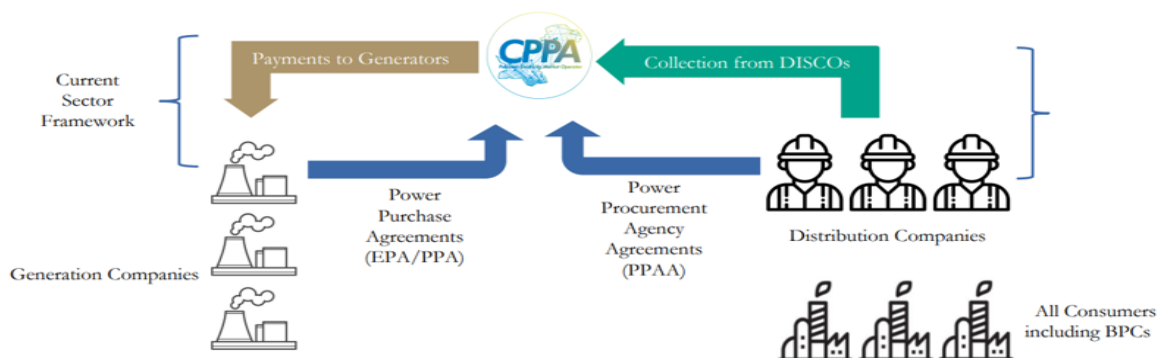 Payments to Generators
CPPA
Collection from DISCOs
Current
Sector
Framework
Power
Purchase
Agreements
(EPA/PPA)
Power
Procurement
Agency
Agreements
(PPAA)
Distribution Companies
Generation Companies
All Consumers
including BPCs